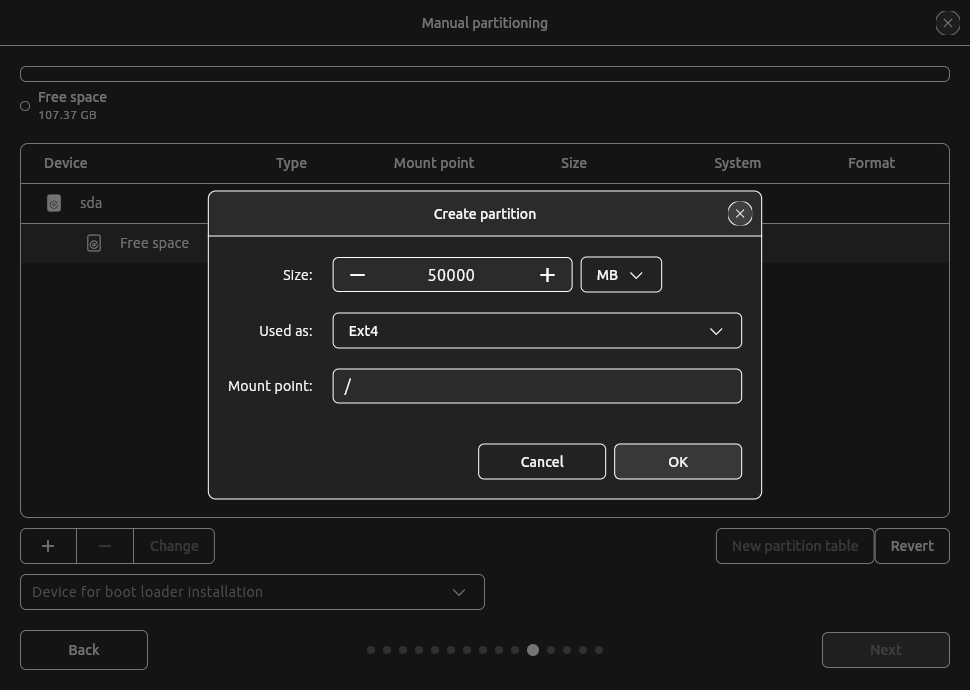 Manual partitioning
Free space
107.37 GB
Device Type Mount point Size System Format
sda
Free space
Create partition
Size: 50000 MB
Used as: Ext4
Mount point: /
Cancel OK
Change New partition table Revert
Device for boot loader installation
Back Next